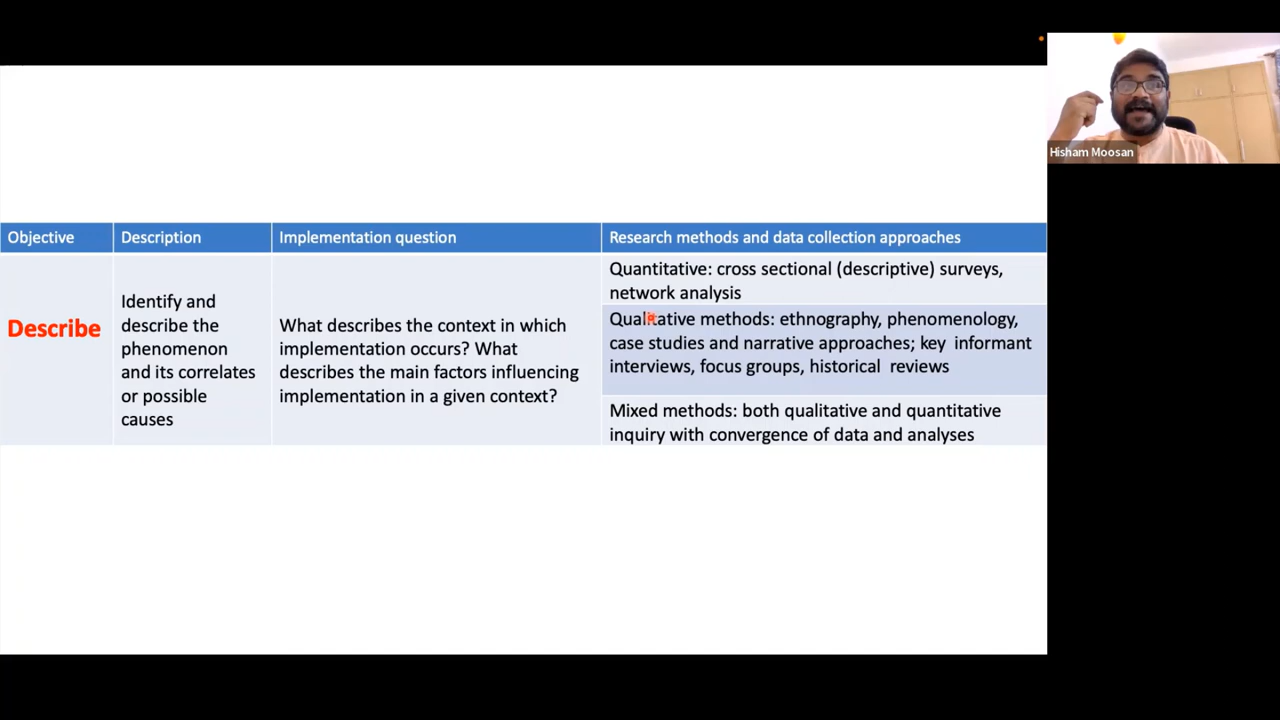 Hisham Moosan
Objective
Description
Implementation question
Research methods and data collection approaches
Describe
Identify and
describe the
phenomenon
and its correlates
or possible
causes
What describes the context in which
implementation occurs? What
describes the main factors influencing
implementation in a given context?
Quantitative: cross sectional (descriptive) surveys,
network analysis
Qualitative methods: ethnography, phenomenology,
case studies and narrative approaches; key informant
interviews, focus groups, historical reviews
Mixed methods: both qualitative and quantitative
inquiry with convergence of data and analyses